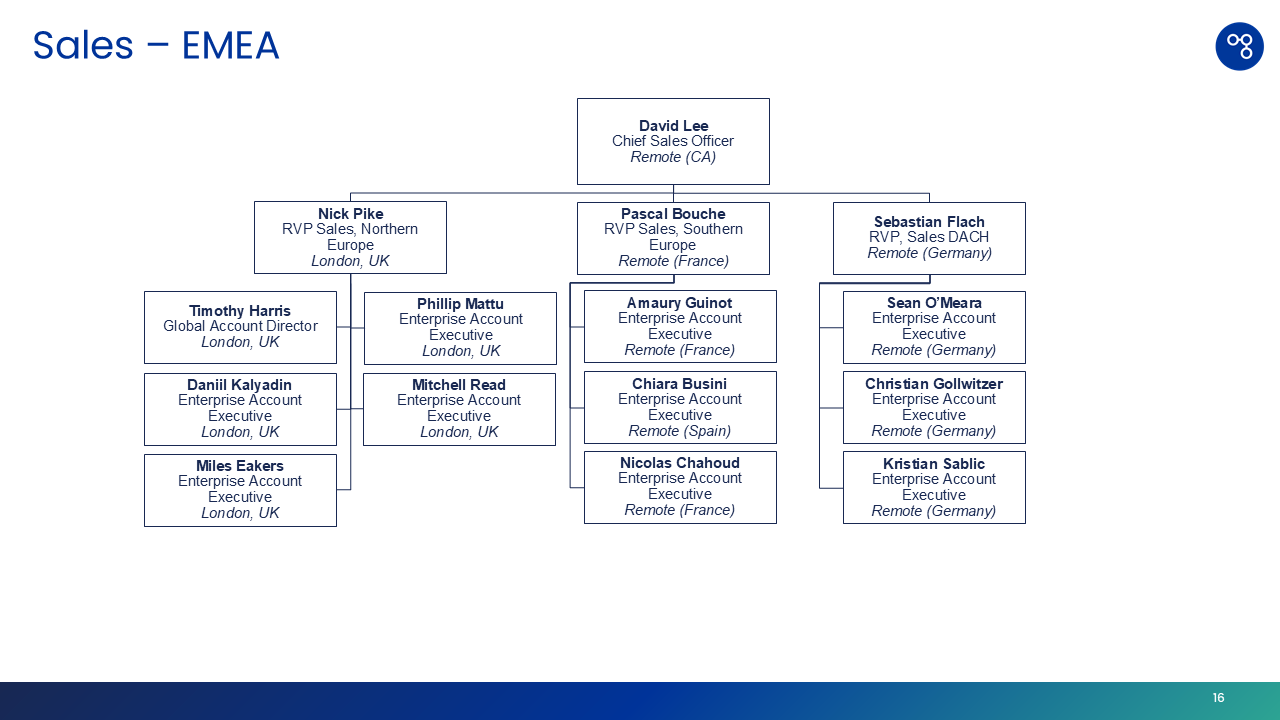 Sales – EMEA
David Lee
Chief Sales Officer
Remote (CA)
Nick Pike
RVP Sales, Northern
Europe
London, UK
Pascal Bouche
RVP Sales, Southern
Europe
Remote (France)
Sebastian Flach
RVP, Sales DACH
Remote (Germany)
Timothy Harris
Global Account Director
London, UK
Phillip Mattu
Enterprise Account
Executive
London, UK
Amaury Guinot
Enterprise Account
Executive
Remote (France)
Sean O’Meara
Enterprise Account
Executive
Remote (Germany)
Daniil Kalyadin
Enterprise Account
Executive
London, UK
Mitchell Read
Enterprise Account
Executive
London, UK
Chiara Busini
Enterprise Account
Executive
Remote (Spain)
Christian Gollwitzer
Enterprise Account
Executive
Remote (Germany)
Miles Eakers
Enterprise Account
Executive
London, UK
Nicolas Chahoud
Enterprise Account
Executive
Remote (France)
Kristian Sablic
Enterprise Account
Executive
Remote (Germany)
16